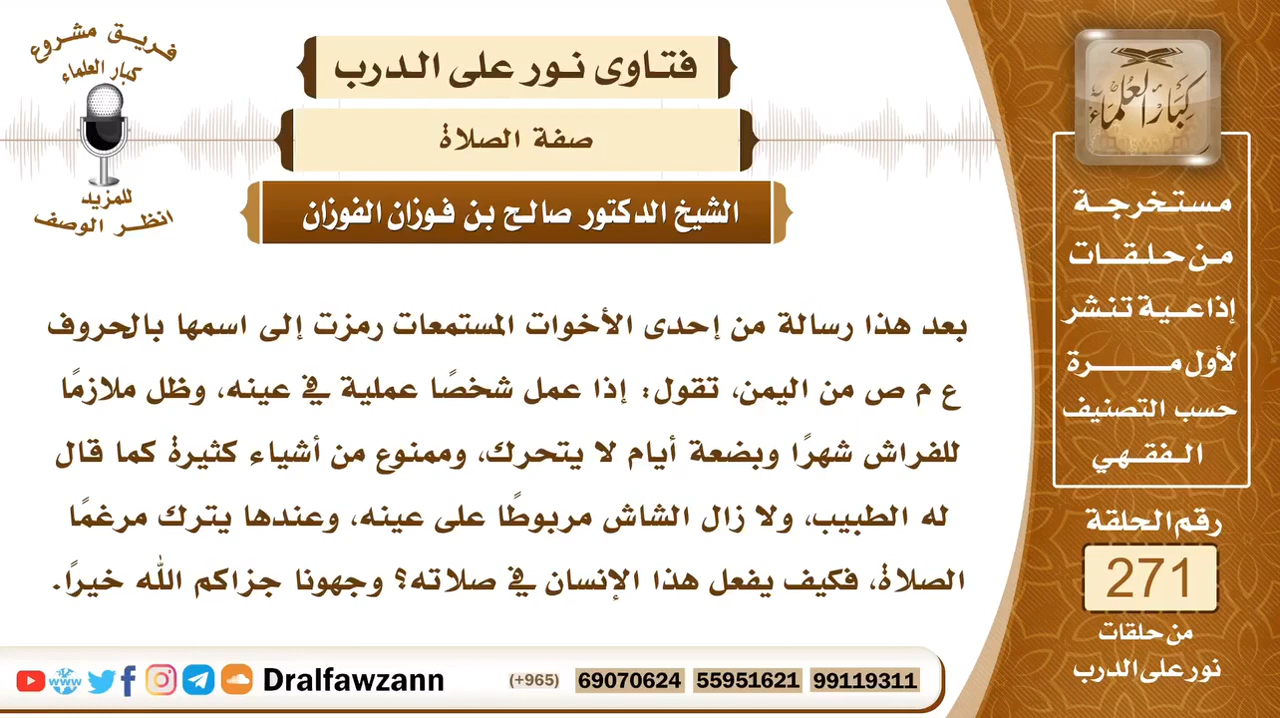 فريق مشروع
كبار العلماء
للمزيد
انظر الوصف
فتاوى نور على الدرب
صفة الصلاة
الشيخ الدكتور صالح بن فوزان الفوزان
بعد هذا رسالة من إحدى الأخوات المستمعات رمزت إلى اسمها بالحروف
ع م ص من اليمن، تقول: إذا عمل شخصًا عملية في عينه، وظل ملازمًا
للفراش شهرًا وبضعة أيام لا يتحرك، وممنوع من أشياء كثيرة كما قال
له الطبيب، ولا زال الشاش مربوطًا على عينه، وعندها يترك مرغمًا
الصلاة، فكيف يفعل هذا الإنسان في صلاته؟ وجهونا جزاكم الله خيرًا.
كبار العلماء
مستخرجة
من حلقات
إذاعية تنشر
لأول مرة
حسب التصنيف
الفقهي
رقم الحلقة
271
من حلقات
نور على الدرب
www Dralfawzann (+965) 69070624 55951621 99119311